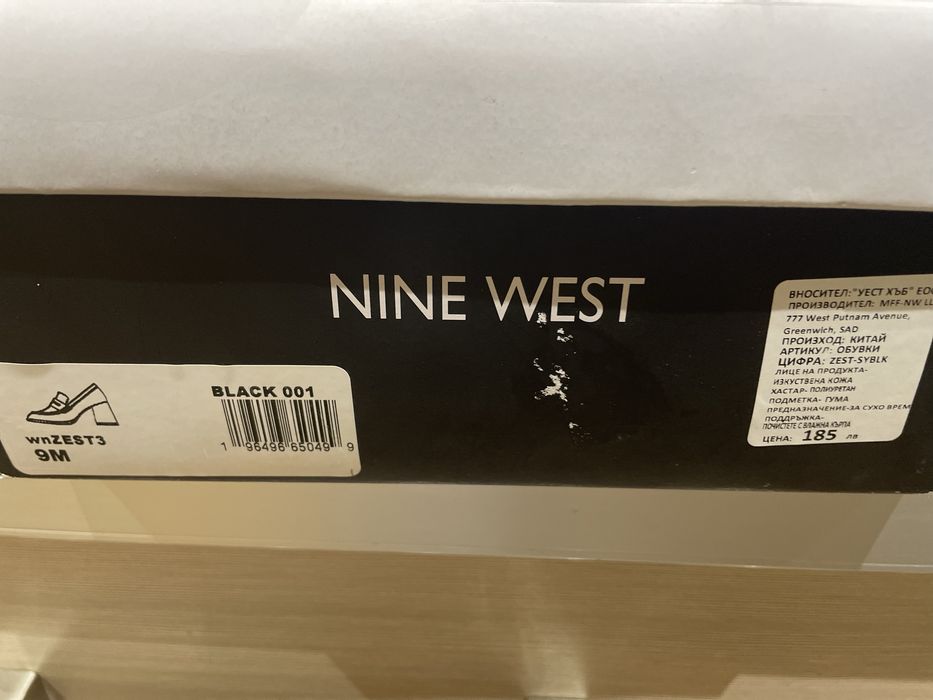 NINE WEST
BLACK 001
1 96496 65049 9
wnZEST3
9M
ВНОСИТЕЛ:"УЕСТ ХЪБ"
ПРОИЗВОДИТЕЛ: MFF-NW
777 West Putnam Avenue,
Greenwich, SAD
ПРОИЗХОД: КИТАЙ
АРТИКУЛ: ОБУВКИ
ЦИФРА: ZEST-SYBLK
ЛИЦЕ НА ПРОДУКТА-
ИЗКУСТВЕНА КОЖА
ХАСТАР- ПОЛИУРЕТАН
ПОДМЕТКА- ГУМА
ПРЕДНАЗНАЧЕНИЕ-ЗА СУХО ВРЕМ
ПОДДРЪЖКА-
ПОЧИСТЕТЕ С ВЛАЖНА КЪРПА
ЦЕНА: 185 лв